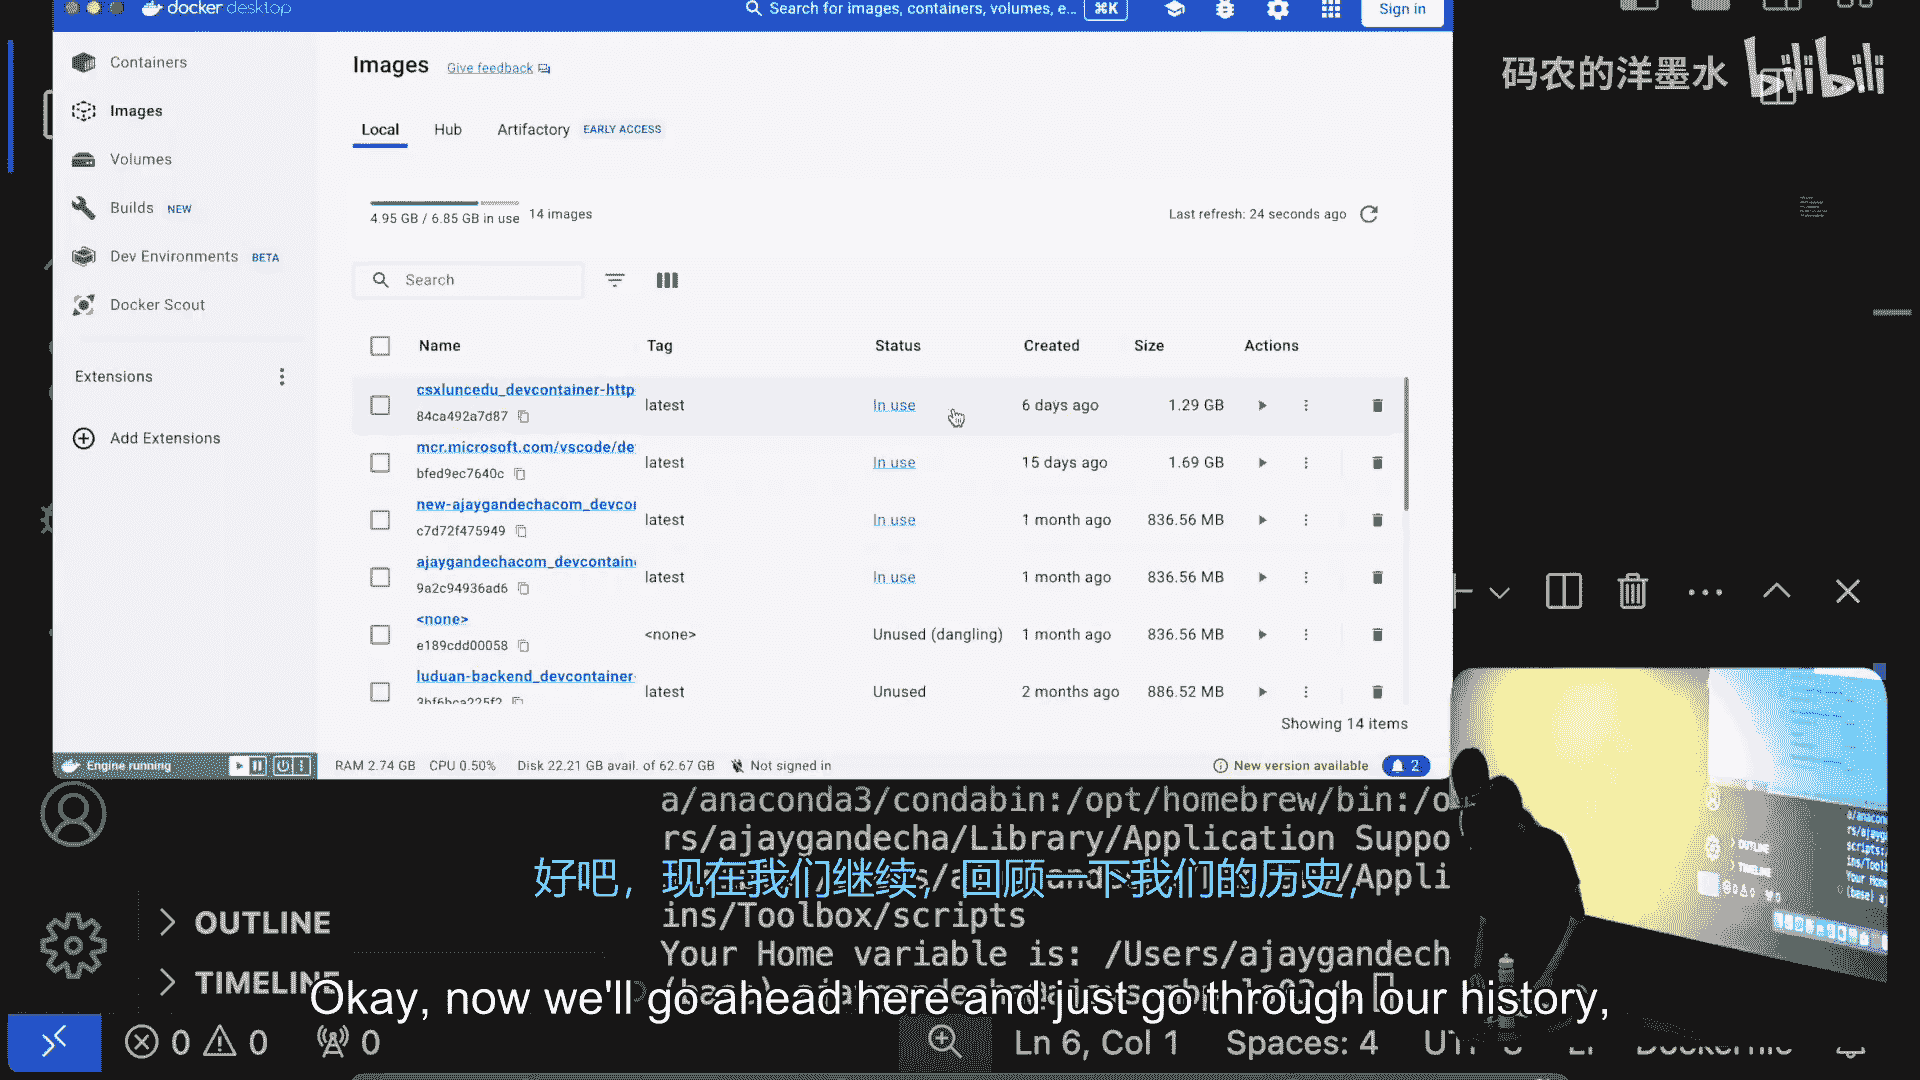 docker desktop
Search for images, containers, volumes, e... ⌘K
Sign in
码农的洋墨水 bilibili
Containers
Images
Volumes
Builds NEW
Dev Environments BETA
Docker Scout
Extensions
Add Extensions
Images Give feedback
Local Hub Artifactory EARLY ACCESS
4.95 GB / 6.85 GB in use 14 images
Last refresh: 24 seconds ago
Search
Name Tag Status Created Size Actions
csxluncedu_devcontainer-http
84ca492a7d87
latest In use 6 days ago 1.29 GB
mcr.microsoft.com/vscode/de
bfed9ec7640c
latest In use 15 days ago 1.69 GB
new-ajaygandechacom_devcon
c7d72f475949
latest In use 1 month ago 836.56 MB
ajaygandechacom_devcontain
9a2c94936ad6
latest In use 1 month ago 836.56 MB
<none>
e189cdd00058
<none> Unused (dangling) 1 month ago 836.56 MB
luduan-backend_devcontainer
3bf6bca225f2
latest Unused 2 months ago 886.52 MB
Showing 14 items
Engine running
RAM 2.74 GB CPU 0.50% Disk 22.21 GB avail. of 62.67 GB Not signed in
New version available 2
a/anaconda3/condabin:/opt/homebrew/bin:/o
rs/ajaygandecha/Library/Application Suppo
好吧，现在我们继续，回顾一下我们的历史，
/Appli
ins/Toolbox/scripts
Your Home variable is: /Users/ajaygandech
OUTLINE
TIMELINE
Okay, now we'll go ahead here and just go through our history,
0 0 0
Ln 6, Col 1 Spaces: 4
OUTLINE
TIMELINE